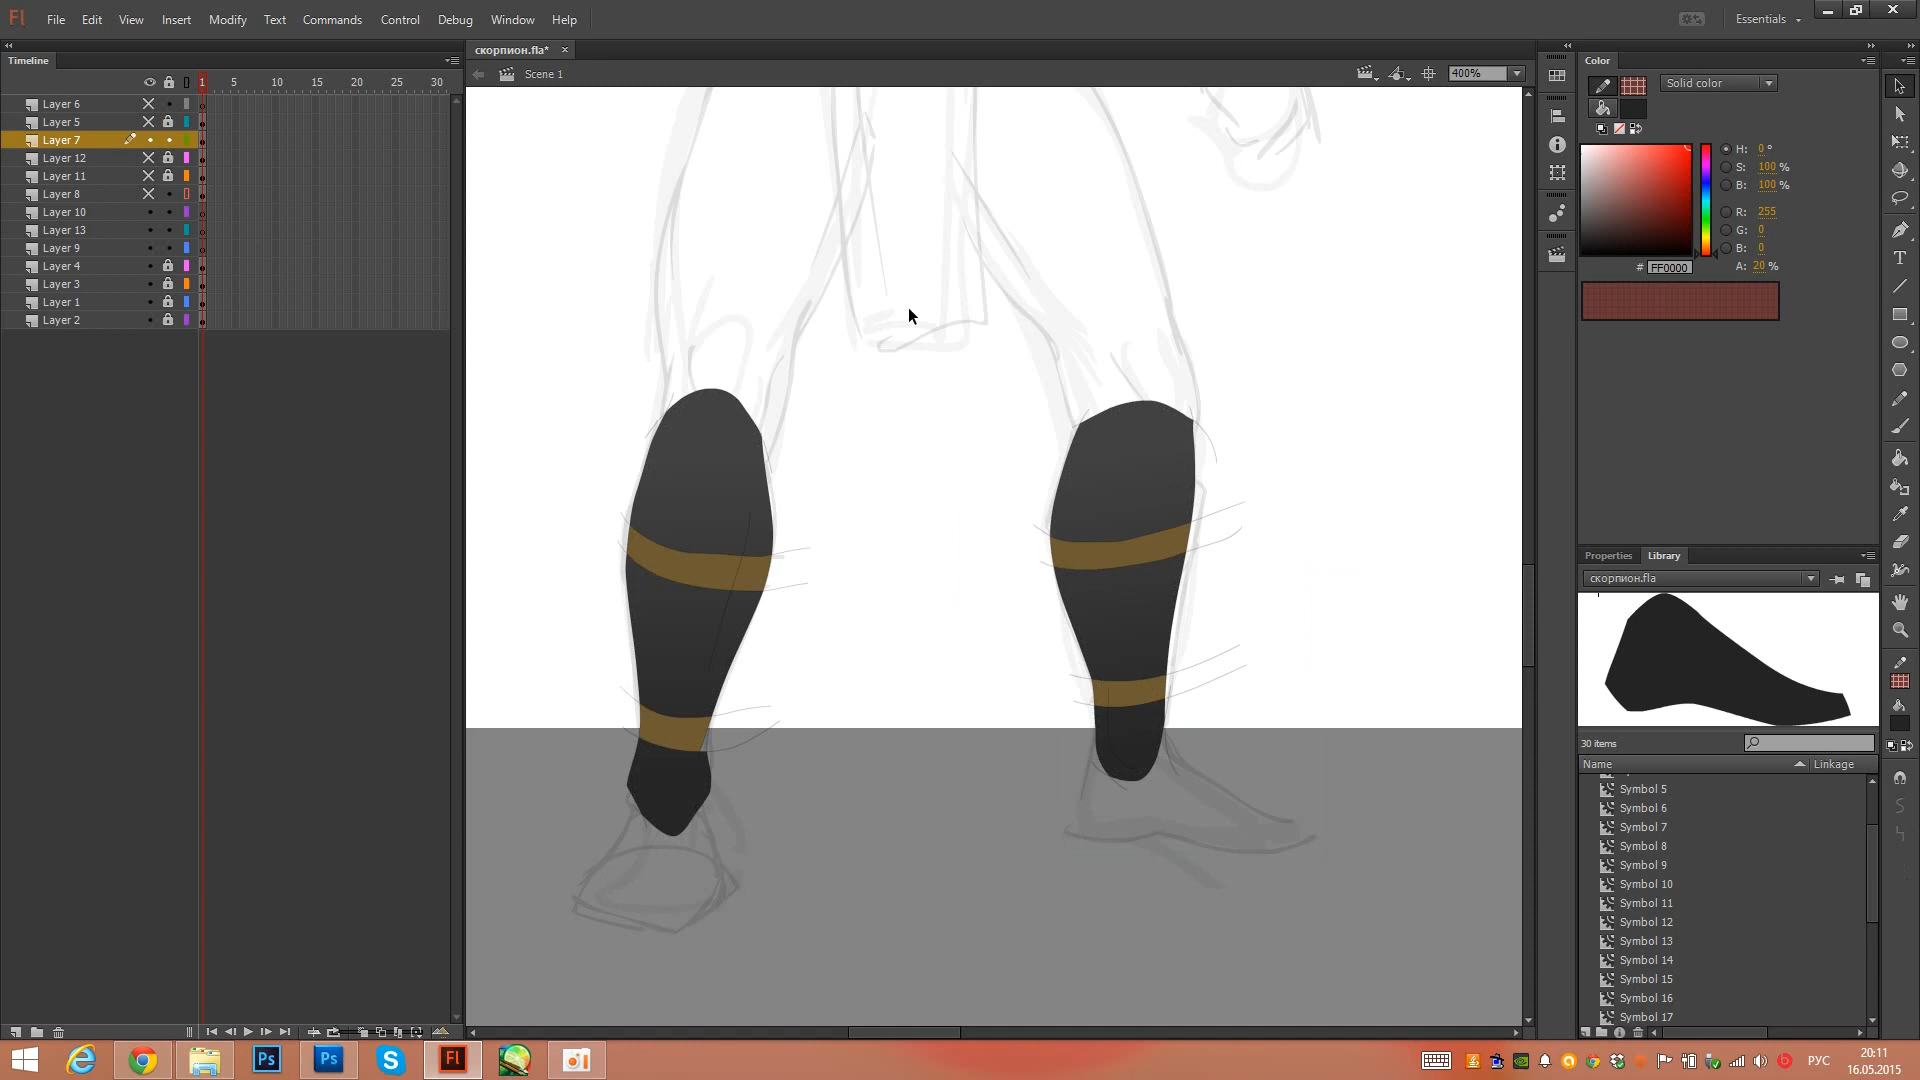 Fl File Edit View Insert Modify Text Commands Control Debug Window Help Essentials
Timeline
скорпион.fla*
Scene 1
400%
1 5 10 15 20 25 30
Layer 6
Layer 5
Layer 7
Layer 12
Layer 11
Layer 8
Layer 10
Layer 13
Layer 9
Layer 4
Layer 3
Layer 1
Layer 2
Color
Solid color
H: 0 °
S: 100 %
B: 100 %
R: 255
G: 0
B: 0
# FF0000 A: 20 %
Properties Library
скорпион.fla
30 items
Name Linkage
Symbol 5
Symbol 6
Symbol 7
Symbol 8
Symbol 9
Symbol 10
Symbol 11
Symbol 12
Symbol 13
Symbol 14
Symbol 15
Symbol 16
Symbol 17
Ps Ps Fl
РУС
20:11
16.05.2015